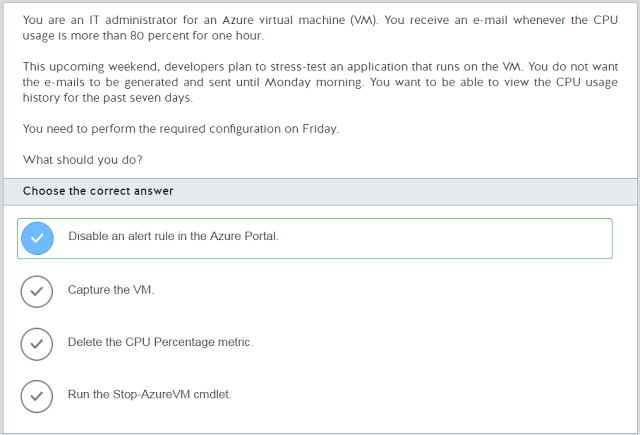 You are an IT administrator for an Azure virtual machine (VM). You receive an e-mail whenever the CPU
usage is more than 80 percent for one hour.
This upcoming weekend, developers plan to stress-test an application that runs on the VM. You do not want
the e-mails to be generated and sent until Monday morning. You want to be able to view the CPU usage
history for the past seven days.
You need to perform the required configuration on Friday.
What should you do?
Choose the correct answer
Disable an alert rule in the Azure Portal.
Capture the VM.
Delete the CPU Percentage metric.
Run the Stop-AzureVM cmdlet.